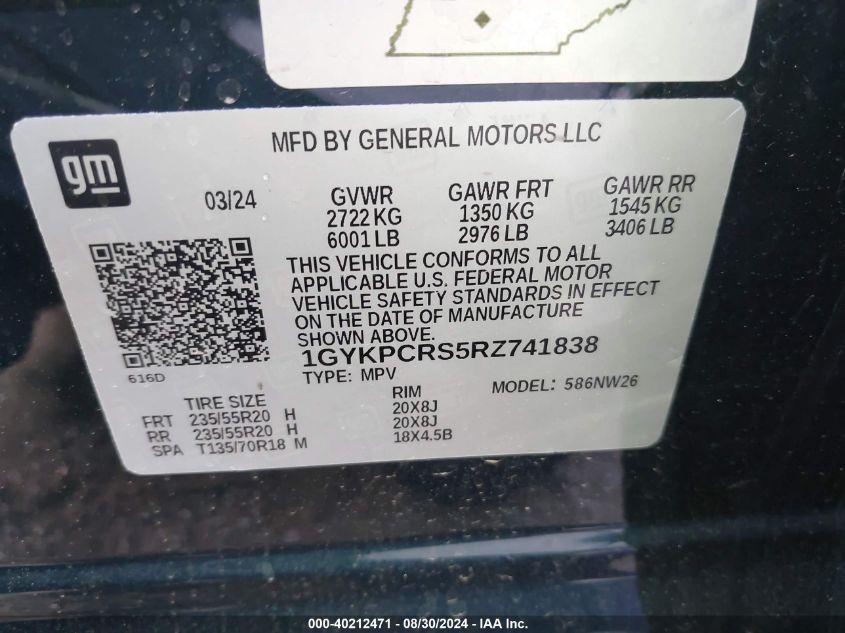 MFD BY GENERAL MOTORS LLC
gm
03/24
GVWR
2722 KG
6001 LB
GAWR FRT
1350 KG
2976 LB
GAWR RR
1545 KG
3406 LB
THIS VEHICLE CONFORMS TO ALL
APPLICABLE U.S. FEDERAL MOTOR
VEHICLE SAFETY STANDARDS IN EFFECT
ON THE DATE OF MANUFACTURE
SHOWN ABOVE.
1GYKPCRS5RZ741838
616D
TYPE: MPV
MODEL: 586NW26
TIRE SIZE
RIM
FRT 235/55R20 H 20X8J
RR 235/55R20 H 20X8J
SPA T135/70R18 M 18X4.5B
000-40212471 - 08/30/2024 - IAA Inc.